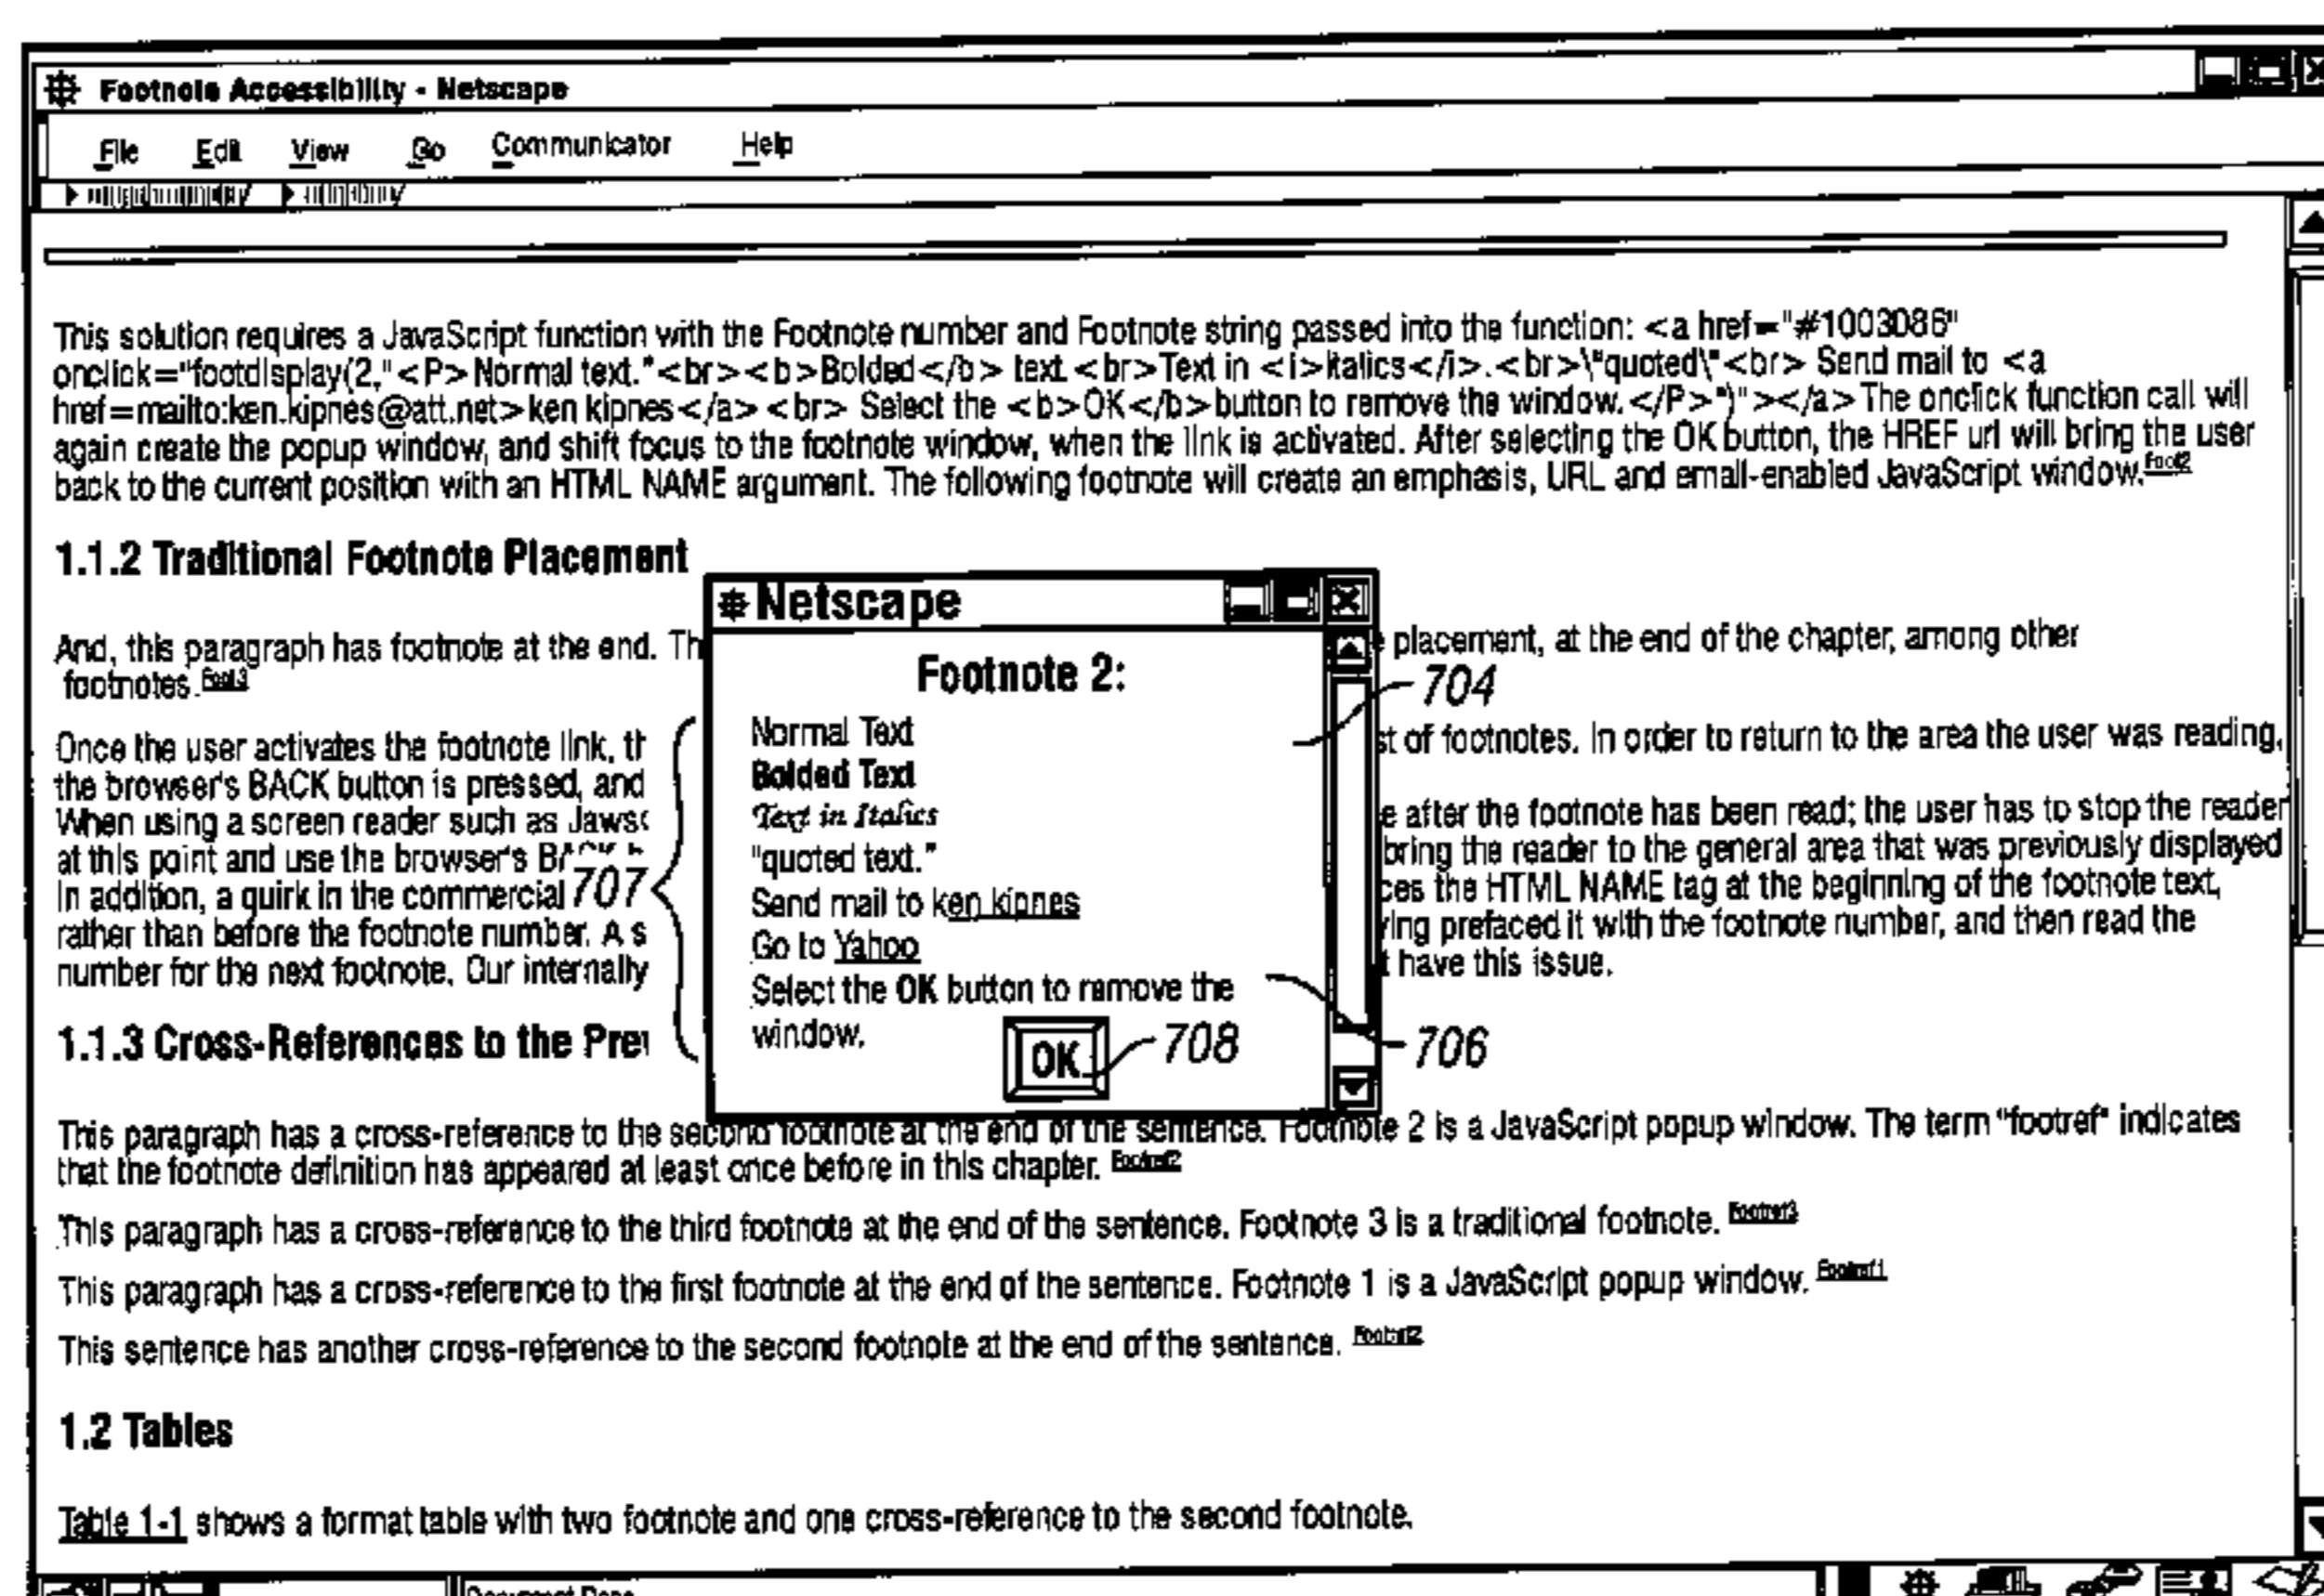 Footnote Accessibility - Netscape
File Edit View Go Communicator Help
This solution requires a JavaScript function with the Footnote number and Footnote string passed into the function: <a href="#1003086"
onclick="footdisplay(2,"<P> Normal text."<br><b>Bolded</b> text.<br>Text in <i>italics</i>.<br>\"quoted\"<br> Send mail to <a
href=mailto:ken.kipnes@att.net>ken kipnes</a> <br> Select the <b>OK</b>button to remove the window.</P>")"></a>The onclick function call will
again create the popup window, and shift focus to the footnote window, when the link is activated. After selecting the OK button, the HREF url will bring the user
back to the current position with an HTML NAME argument. The following footnote will create an emphasis, URL and email-enabled JavaScript window. Foot2
1.1.2 Traditional Footnote Placement
And, this paragraph has footnote at the end. Th placement, at the end of the chapter, among other
footnotes. Foot3
Once the user activates the footnote link, th st of footnotes. In order to return to the area the user was reading,
the browser's BACK button is pressed, and
When using a screen reader such as Jaws e after the footnote has been read; the user has to stop the reader
at this point and use the browser's BACK bring the reader to the general area that was previously displayed
In addition, a quirk in the commercial ces the HTML NAME tag at the beginning of the footnote text,
rather than before the footnote number. A s ing prefaced it with the footnote number, and then read the
number for the next footnote. Our internally t have this issue.
Netscape
Footnote 2:
Normal Text
Bolded Text
Text in Italics
"quoted text."
Send mail to ken kipnes
Go to Yahoo
Select the OK button to remove the
window.
OK
704
707
708
706
1.1.3 Cross-References to the Prev
This paragraph has a cross-reference to the second footnote at the end of the sentence. Footnote 2 is a JavaScript popup window. The term "footref" indicates
that the footnote definition has appeared at least once before in this chapter. Footref2
This paragraph has a cross-reference to the third footnote at the end of the sentence. Footnote 3 is a traditional footnote. Footref3
This paragraph has a cross-reference to the first footnote at the end of the sentence. Footnote 1 is a JavaScript popup window. Footref1
This sentence has another cross-reference to the second footnote at the end of the sentence. Footref2
1.2 Tables
Table 1-1 shows a format table with two footnote and one cross-reference to the second footnote.